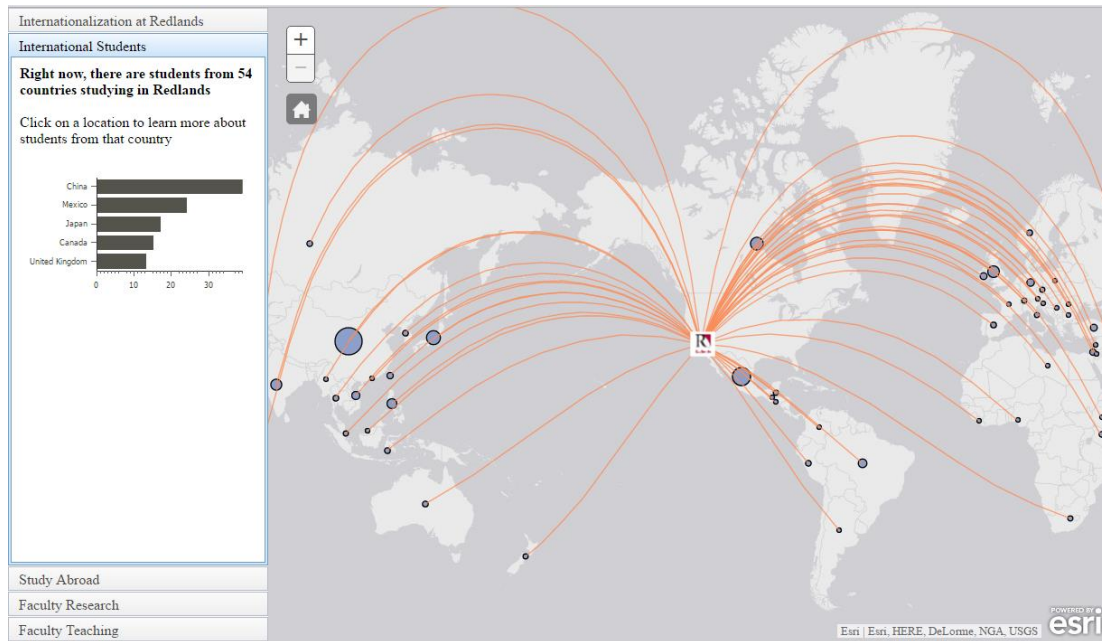 Internationalization at Redlands
International Students
Right now, there are students from 54
countries studying in Redlands
Click on a location to learn more about
students from that country
China
Mexico
Japan
Canada
United Kingdom
0 10 20 30
Study Abroad
Faculty Research
Faculty Teaching
+
−
R
Esri | Esri, HERE, DeLorme, NGA, USGS
POWERED BY
esri